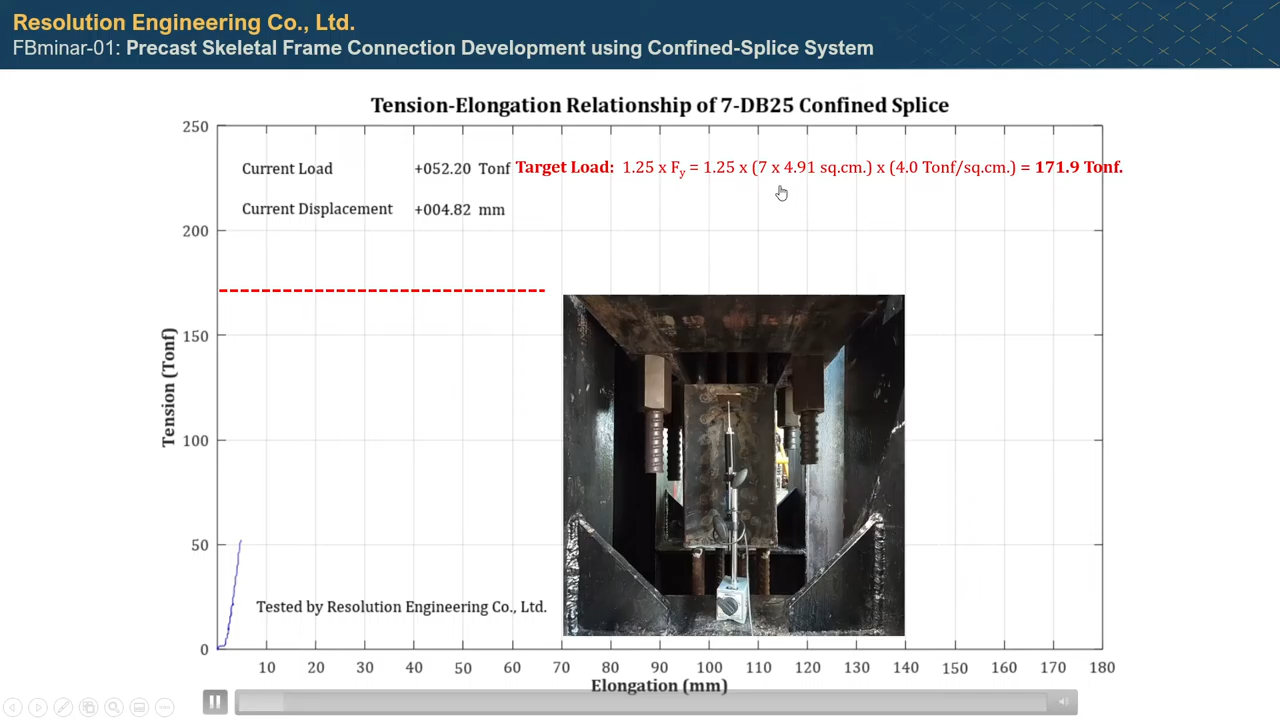 Resolution Engineering Co., Ltd.
FBminar-01: Precast Skeletal Frame Connection Development using Confined-Splice System
Tension-Elongation Relationship of 7-DB25 Confined Splice
250
Current Load +052.20 Tonf
Target Load: 1.25 x Fy = 1.25 x (7 x 4.91 sq.cm.) x (4.0 Tonf/sq.cm.) = 171.9 Tonf.
Current Displacement +004.82 mm
200
150
Tension (Tonf)
100
50
Tested by Resolution Engineering Co., Ltd.
0
10 20 30 40 50 60 70 80 90 100 110 120 130 140 150 160 170 180
Elongation (mm)